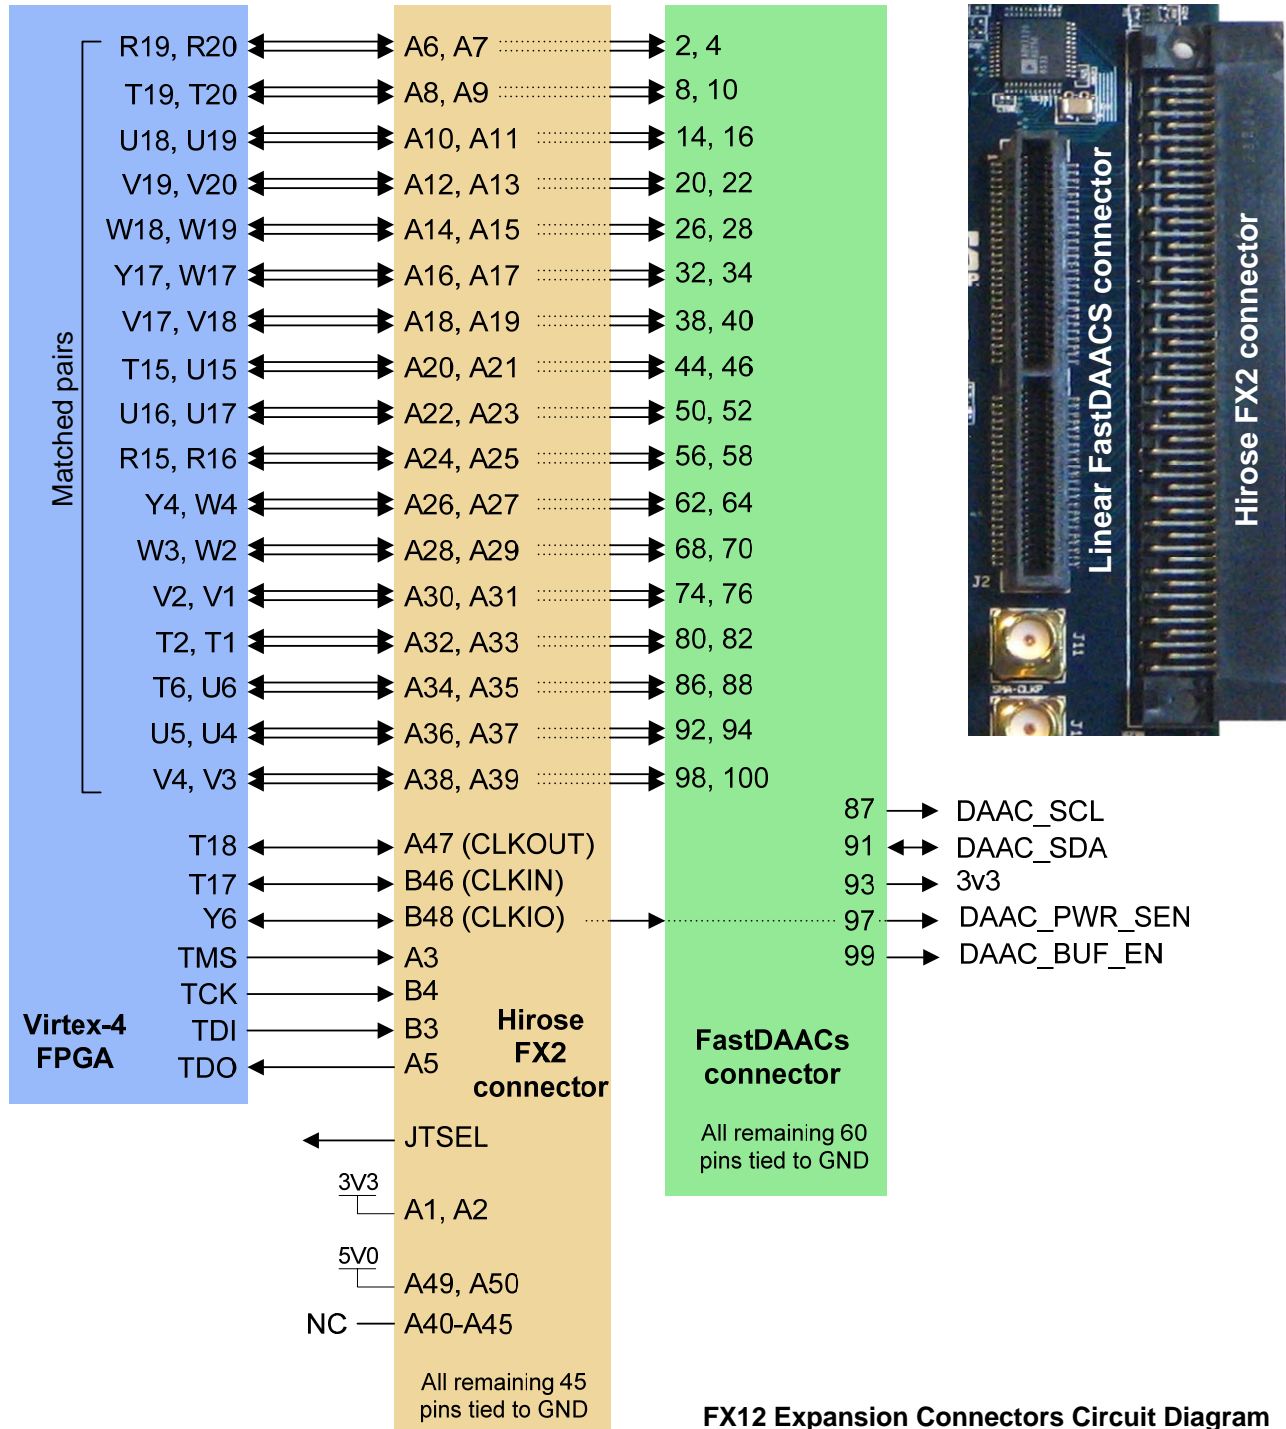 R19, R20 A6, A7 2, 4
T19, T20 A8, A9 8, 10
U18, U19 A10, A11 14, 16
V19, V20 A12, A13 20, 22
W18, W19 A14, A15 26, 28
Y17, W17 A16, A17 32, 34
V17, V18 A18, A19 38, 40
T15, U15 A20, A21 44, 46
U16, U17 A22, A23 50, 52
R15, R16 A24, A25 56, 58
Y4, W4 A26, A27 62, 64
W3, W2 A28, A29 68, 70
V2, V1 A30, A31 74, 76
T2, T1 A32, A33 80, 82
T6, U6 A34, A35 86, 88
U5, U4 A36, A37 92, 94
V4, V3 A38, A39 98, 100
Matched pairs
87 DAAC_SCL
T18 A47 (CLKOUT) 91 DAAC_SDA
T17 B46 (CLKIN) 93 3v3
Y6 B48 (CLKIO) 97 DAAC_PWR_SEN
TMS A3 99 DAAC_BUF_EN
TCK B4
TDI B3
TDO A5
Virtex-4
FPGA
Hirose
FX2
connector
FastDAACs
connector
All remaining 60
pins tied to GND
JTSEL
3V3
A1, A2
5V0
A49, A50
NC A40-A45
All remaining 45
pins tied to GND
Linear FastDAACS connector
Hirose FX2 connector
J2
J11
SMA-CLKP
FX12 Expansion Connectors Circuit Diagram